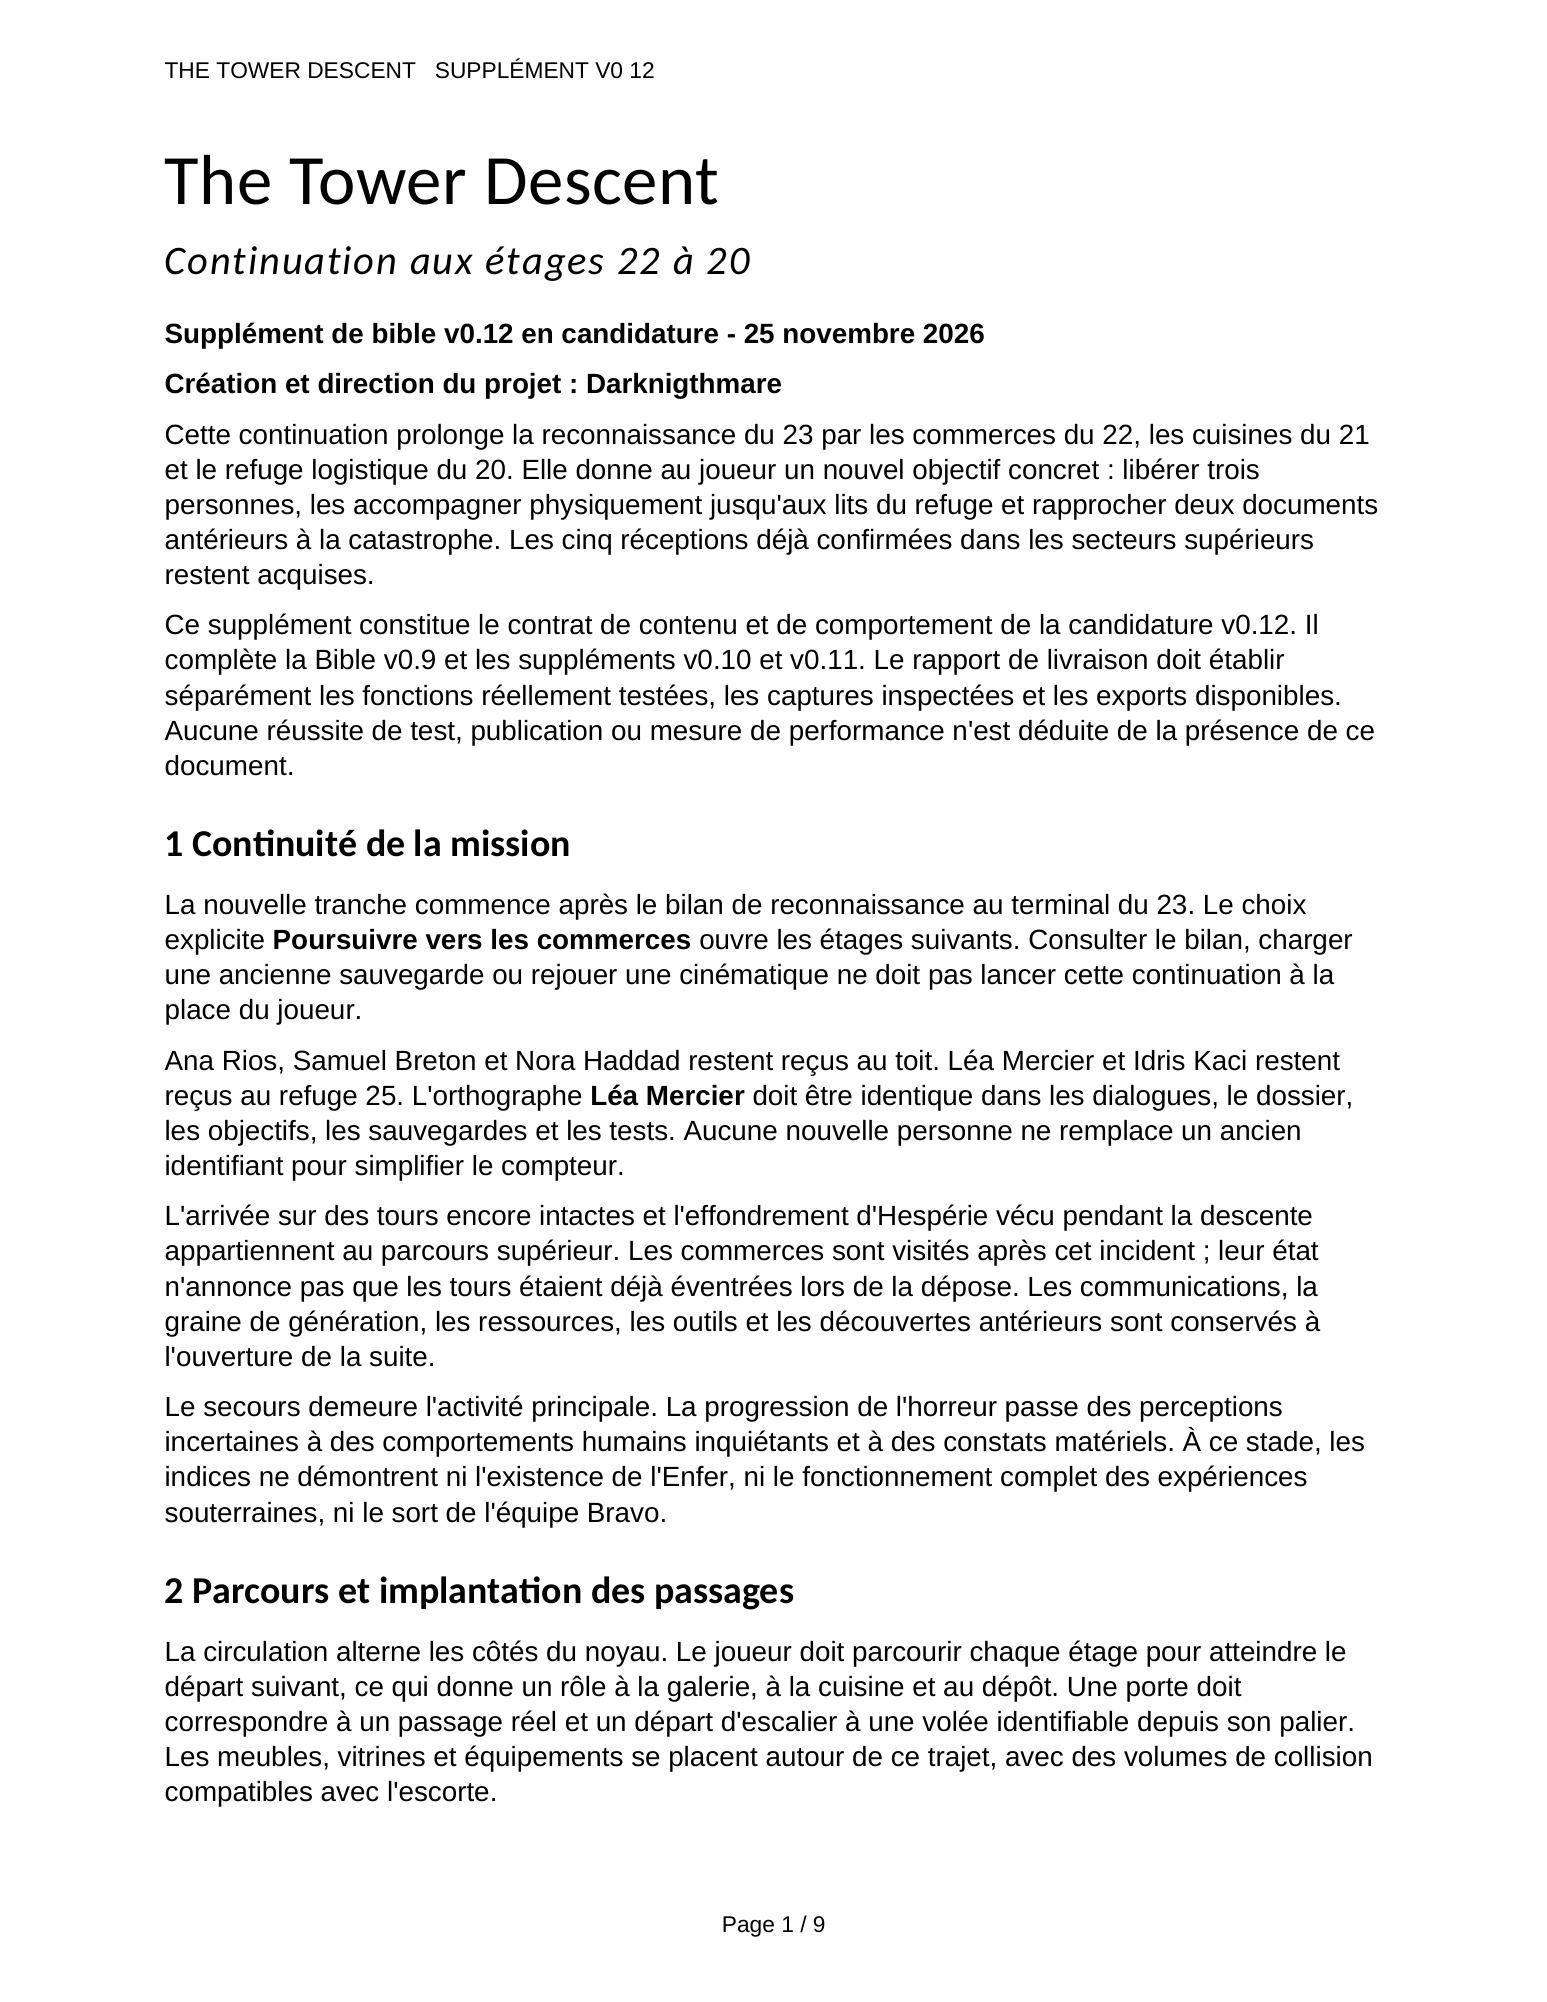 THE TOWER DESCENT SUPPLÉMENT V0 12
The Tower Descent
Continuation aux étages 22 à 20
Supplément de bible v0.12 en candidature - 25 novembre 2026
Création et direction du projet : Darknigthmare
Cette continuation prolonge la reconnaissance du 23 par les commerces du 22, les cuisines du 21
et le refuge logistique du 20. Elle donne au joueur un nouvel objectif concret : libérer trois
personnes, les accompagner physiquement jusqu'aux lits du refuge et rapprocher deux documents
antérieurs à la catastrophe. Les cinq réceptions déjà confirmées dans les secteurs supérieurs
restent acquises.
Ce supplément constitue le contrat de contenu et de comportement de la candidature v0.12. Il
complète la Bible v0.9 et les suppléments v0.10 et v0.11. Le rapport de livraison doit établir
séparément les fonctions réellement testées, les captures inspectées et les exports disponibles.
Aucune réussite de test, publication ou mesure de performance n'est déduite de la présence de ce
document.
1 Continuité de la mission
La nouvelle tranche commence après le bilan de reconnaissance au terminal du 23. Le choix
explicite Poursuivre vers les commerces ouvre les étages suivants. Consulter le bilan, charger
une ancienne sauvegarde ou rejouer une cinématique ne doit pas lancer cette continuation à la
place du joueur.
Ana Rios, Samuel Breton et Nora Haddad restent reçus au toit. Léa Mercier et Idris Kaci restent
reçus au refuge 25. L'orthographe Léa Mercier doit être identique dans les dialogues, le dossier,
les objectifs, les sauvegardes et les tests. Aucune nouvelle personne ne remplace un ancien
identifiant pour simplifier le compteur.
L'arrivée sur des tours encore intactes et l'effondrement d'Hespérie vécu pendant la descente
appartiennent au parcours supérieur. Les commerces sont visités après cet incident ; leur état
n'annonce pas que les tours étaient déjà éventrées lors de la dépose. Les communications, la
graine de génération, les ressources, les outils et les découvertes antérieurs sont conservés à
l'ouverture de la suite.
Le secours demeure l'activité principale. La progression de l'horreur passe des perceptions
incertaines à des comportements humains inquiétants et à des constats matériels. À ce stade, les
indices ne démontrent ni l'existence de l'Enfer, ni le fonctionnement complet des expériences
souterraines, ni le sort de l'équipe Bravo.
2 Parcours et implantation des passages
La circulation alterne les côtés du noyau. Le joueur doit parcourir chaque étage pour atteindre le
départ suivant, ce qui donne un rôle à la galerie, à la cuisine et au dépôt. Une porte doit
correspondre à un passage réel et un départ d'escalier à une volée identifiable depuis son palier.
Les meubles, vitrines et équipements se placent autour de ce trajet, avec des volumes de collision
compatibles avec l'escorte.
Page 1 / 9